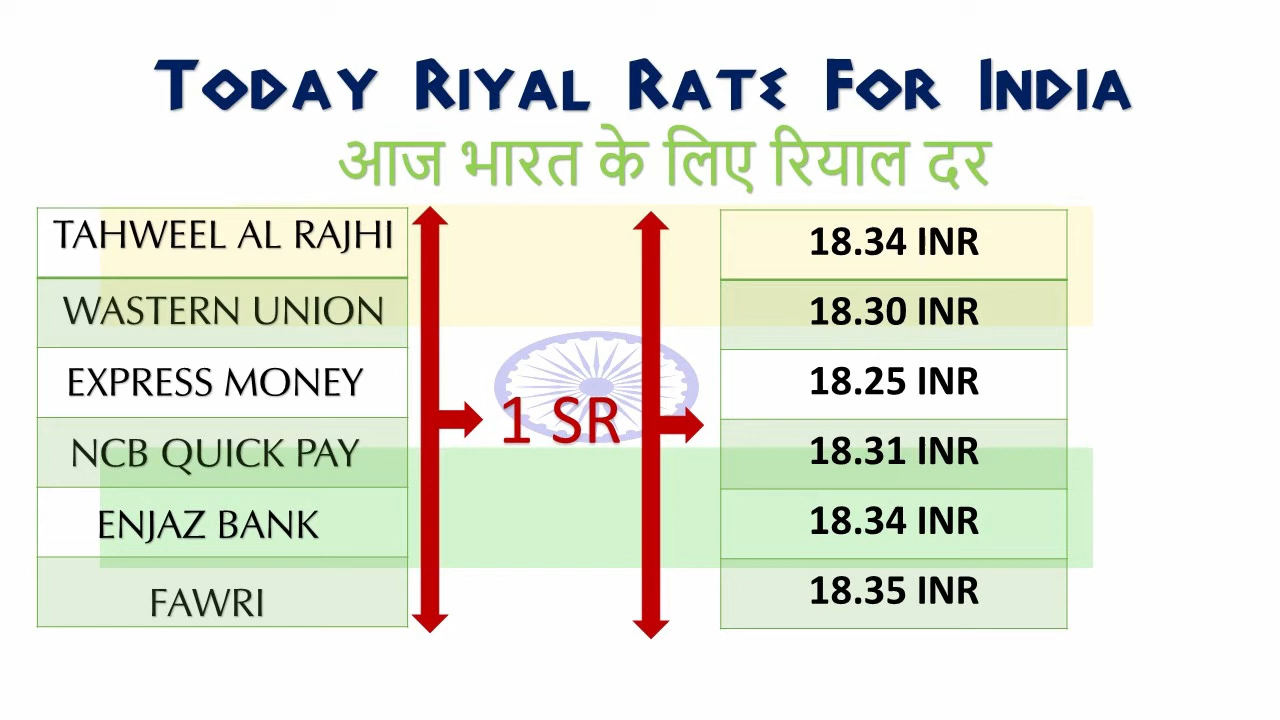 TODAY RIYAL RATE FOR INDIA
आज भारत के लिए रियाल दर
TAHWEEL AL RAJHI 18.34 INR
WASTERN UNION 18.30 INR
EXPRESS MONEY 18.25 INR
1 SR
NCB QUICK PAY 18.31 INR
ENJAZ BANK 18.34 INR
FAWRI 18.35 INR